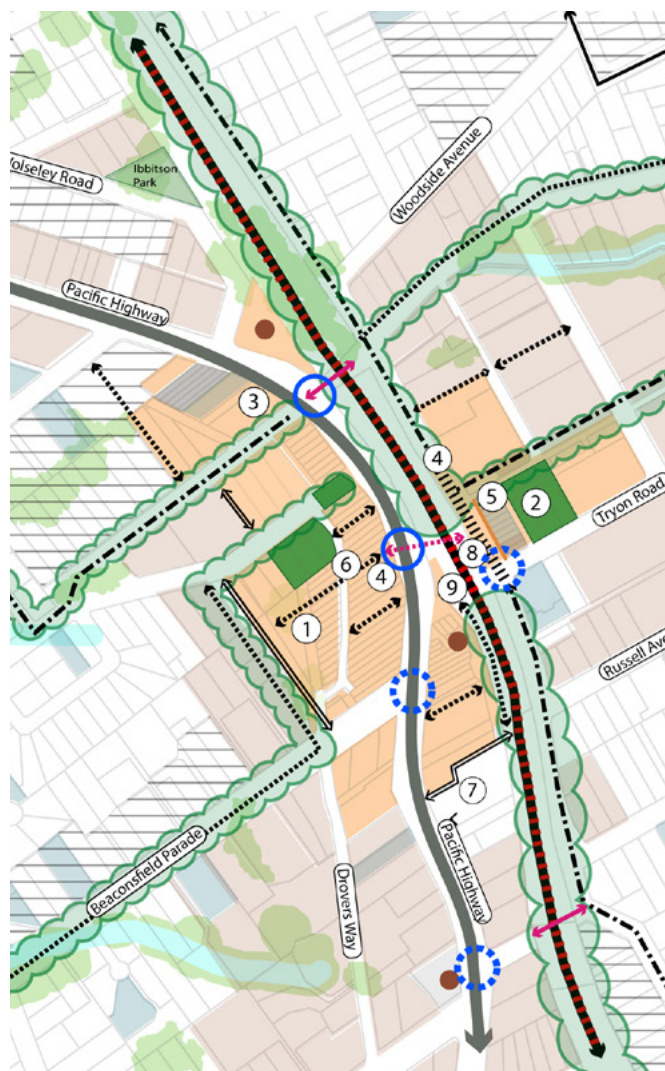 Ibbitson
Park
Volseley Road
Woodside Avenue
Pacific Highway
3
4
5
2
Tryon Road
6
4
8
9
1
Russell Ave
7
Beaconsfield Parade
Drovers Way
Pacific Highway